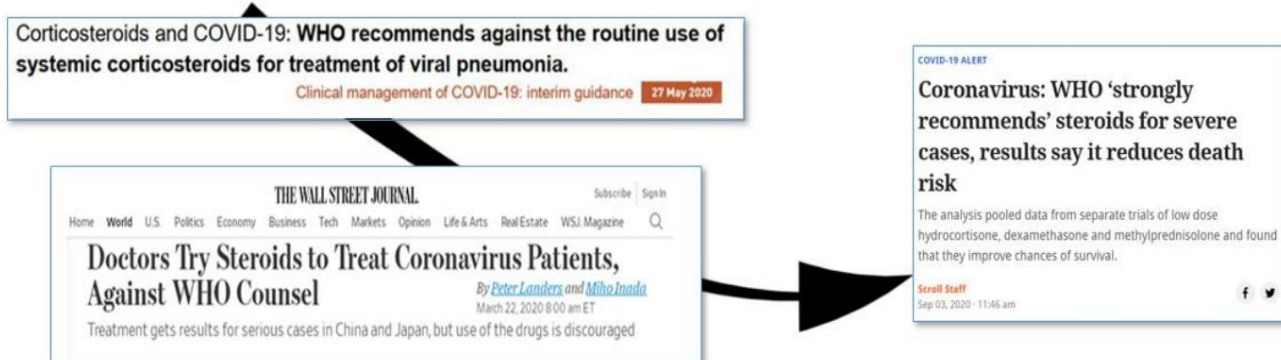 Corticosteroids and COVID-19: WHO recommends against the routine use of
systemic corticosteroids for treatment of viral pneumonia.
Clinical management of COVID-19: interim guidance 27 May 2020
THE WALL STREET JOURNAL.
Subscribe Sign In
Home World U.S. Politics Economy Business Tech Markets Opinion Life & Arts Real Estate WSJ. Magazine
Doctors Try Steroids to Treat Coronavirus Patients,
Against WHO Counsel
By Peter Landers and Miho Inada
March 22, 2020 8:00 am ET
Treatment gets results for serious cases in China and Japan, but use of the drugs is discouraged
COVID-19 ALERT
Coronavirus: WHO ‘strongly
recommends’ steroids for severe
cases, results say it reduces death
risk
The analysis pooled data from separate trials of low dose
hydrocortisone, dexamethasone and methylprednisolone and found
that they improve chances of survival.
Scroll Staff
Sep 03, 2020 · 11:46 am